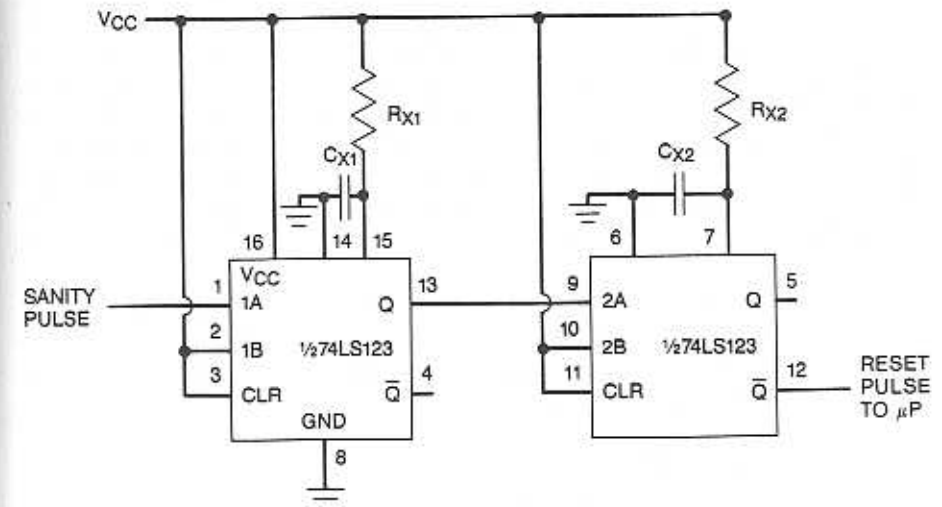 VCC
RX1
RX2
CX1
CX2
16
14
15
6
7
SANITY
PULSE
1
VCC
1A
Q
13
9
2A
Q
5
2
1B
½74LS123
10
2B
½74LS123
3
CLR
Q̅
4
11
CLR
Q̅
12
RESET
PULSE
TO µP
GND
8